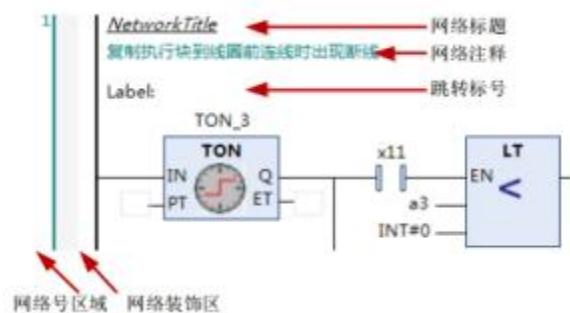 1
NetworkTitle
网络标题
复制执行块到线圈前连线时出现断线
网络注释
Label:
跳转标号
TON_3
TON
IN
Q
PT
ET
x11
LT
EN
<
a3
INT#0
网络号区域
网络装饰区